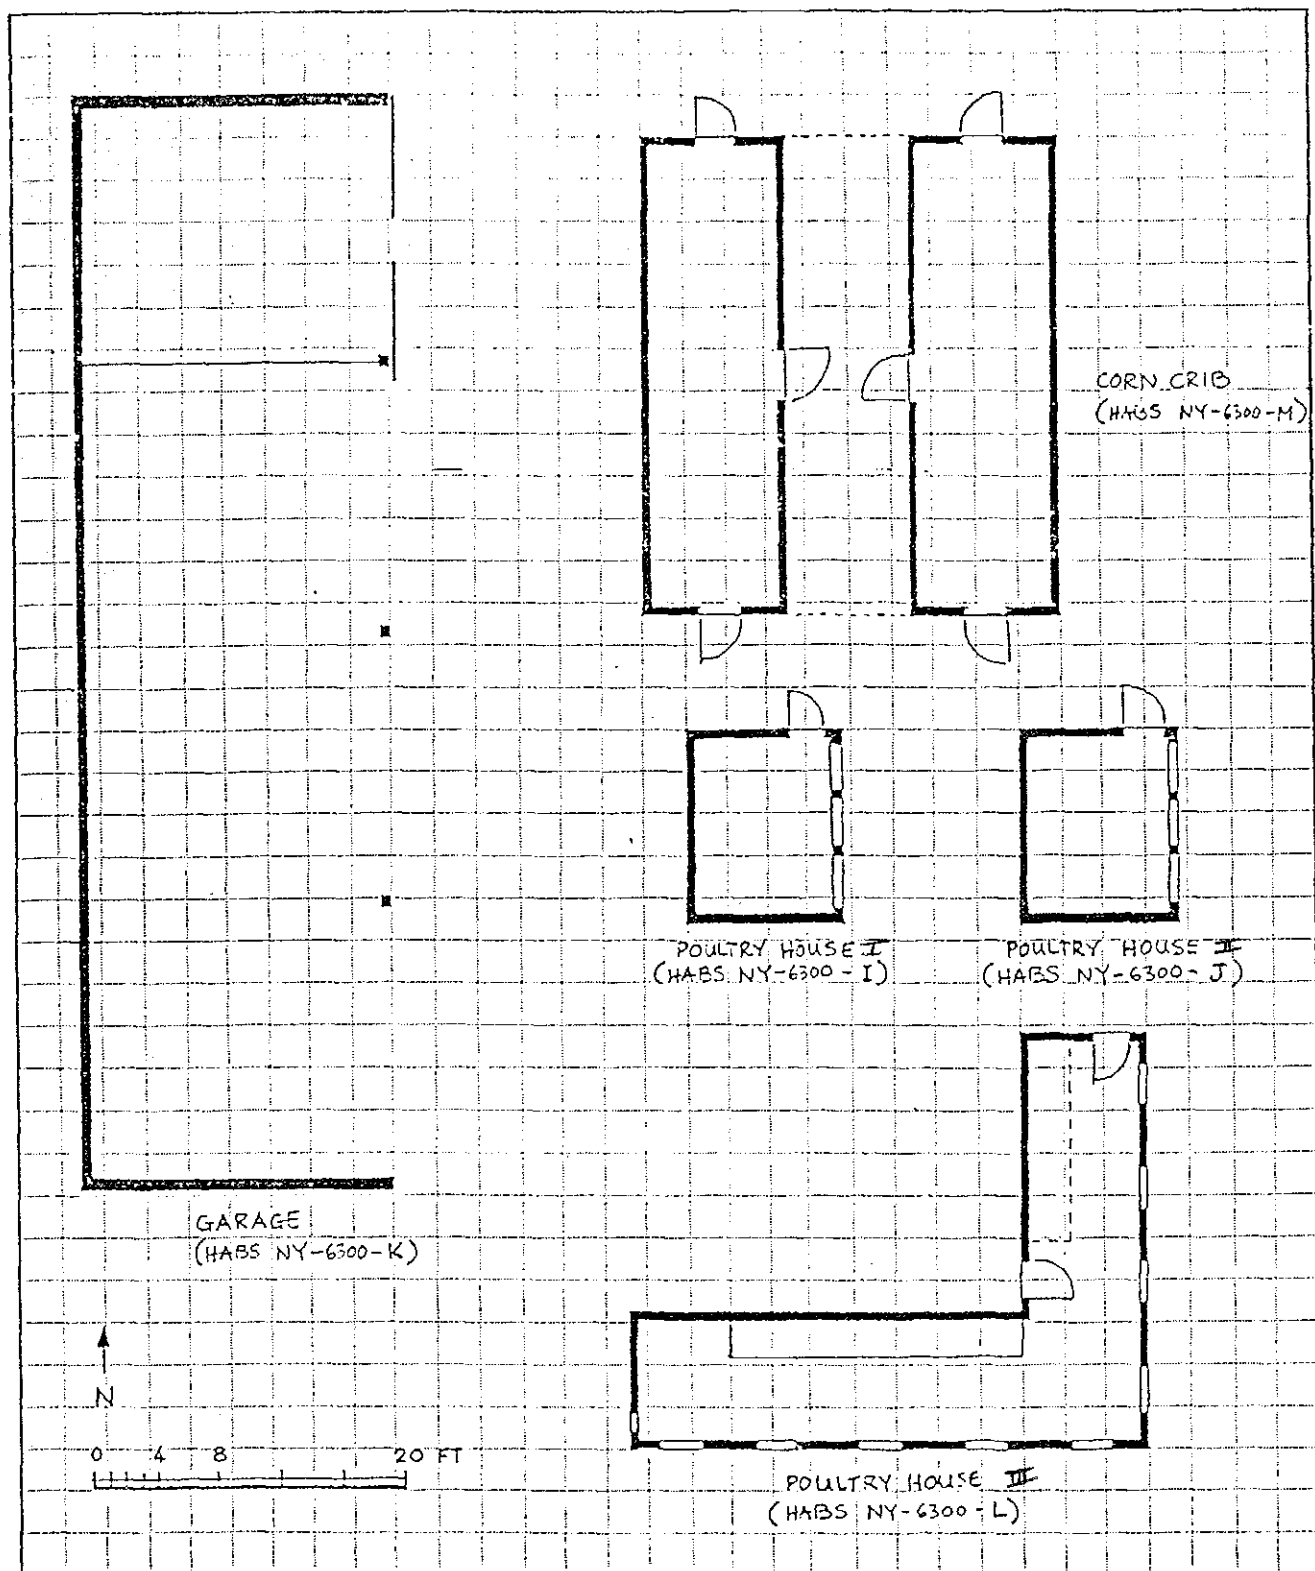 CORN CRIB
(HABS NY-6300-M)
POULTRY HOUSE I
(HABS NY-6300-I)
POULTRY HOUSE II
(HABS NY-6300-J)
GARAGE
(HABS NY-6300-K)
N
0 4 8 20 FT
POULTRY HOUSE III
(HABS NY-6300-L)